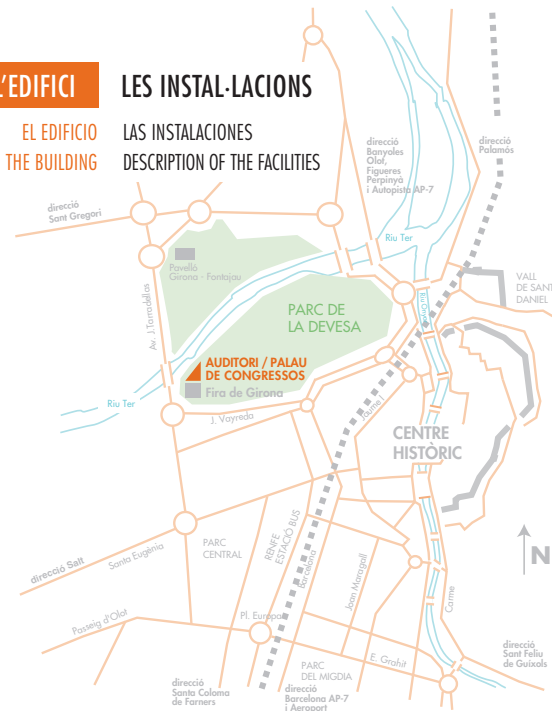 L'EDIFICI
LES INSTAL·LACIONS
EL EDIFICIO
LAS INSTALACIONES
THE BUILDING
DESCRIPTION OF THE FACILITIES
direcció
Banyoles
Olot,
Figueres
Perpinyà
i Autopista AP-7
direcció
Palamós
direcció
Sant Gregori
Riu Ter
Pavelló
Girona - Fontajau
VALL
DE SANT
DANIEL
Riu Onyar
Av. J.Tarradellas
PARC DE
LA DEVESA
AUDITORI / PALAU
DE CONGRESSOS
Fira de Girona
Riu Ter
J. Vayreda
Jaume I
CENTRE
HISTÒRIC
RENFE
ESTACIÓ BUS
Barcelona
PARC
CENTRAL
Santa Eugènia
direcció Salt
Joan Maragall
N
Carme
Passeig d'Olot
Pl. Europa
E. Grahit
PARC
DEL MIGDIA
direcció
Sant Feliu
de Guíxols
direcció
Santa Coloma
de Farners
direcció
Barcelona AP-7
i Aeroport